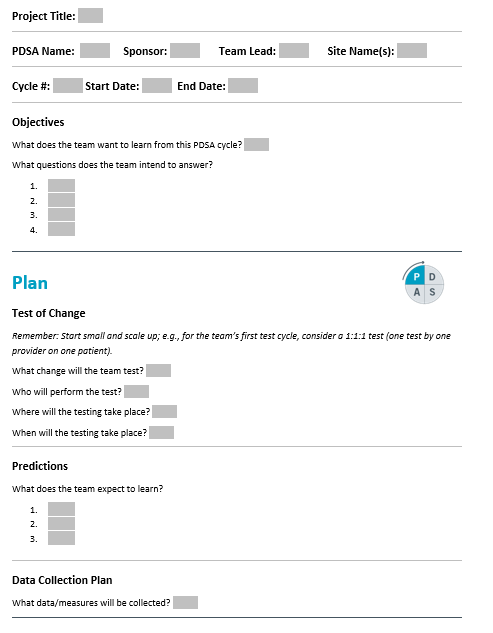 Project Title:
PDSA Name: Sponsor: Team Lead: Site Name(s):
Cycle #: Start Date: End Date:
Objectives
What does the team want to learn from this PDSA cycle?
What questions does the team intend to answer?
1.
2.
3.
4.
Plan
P D
A S
Test of Change
Remember: Start small and scale up; e.g., for the team's first test cycle, consider a 1:1:1 test (one test by one
provider on one patient).
What change will the team test?
Who will perform the test?
Where will the testing take place?
When will the testing take place?
Predictions
What does the team expect to learn?
1.
2.
3.
Data Collection Plan
What data/measures will be collected?